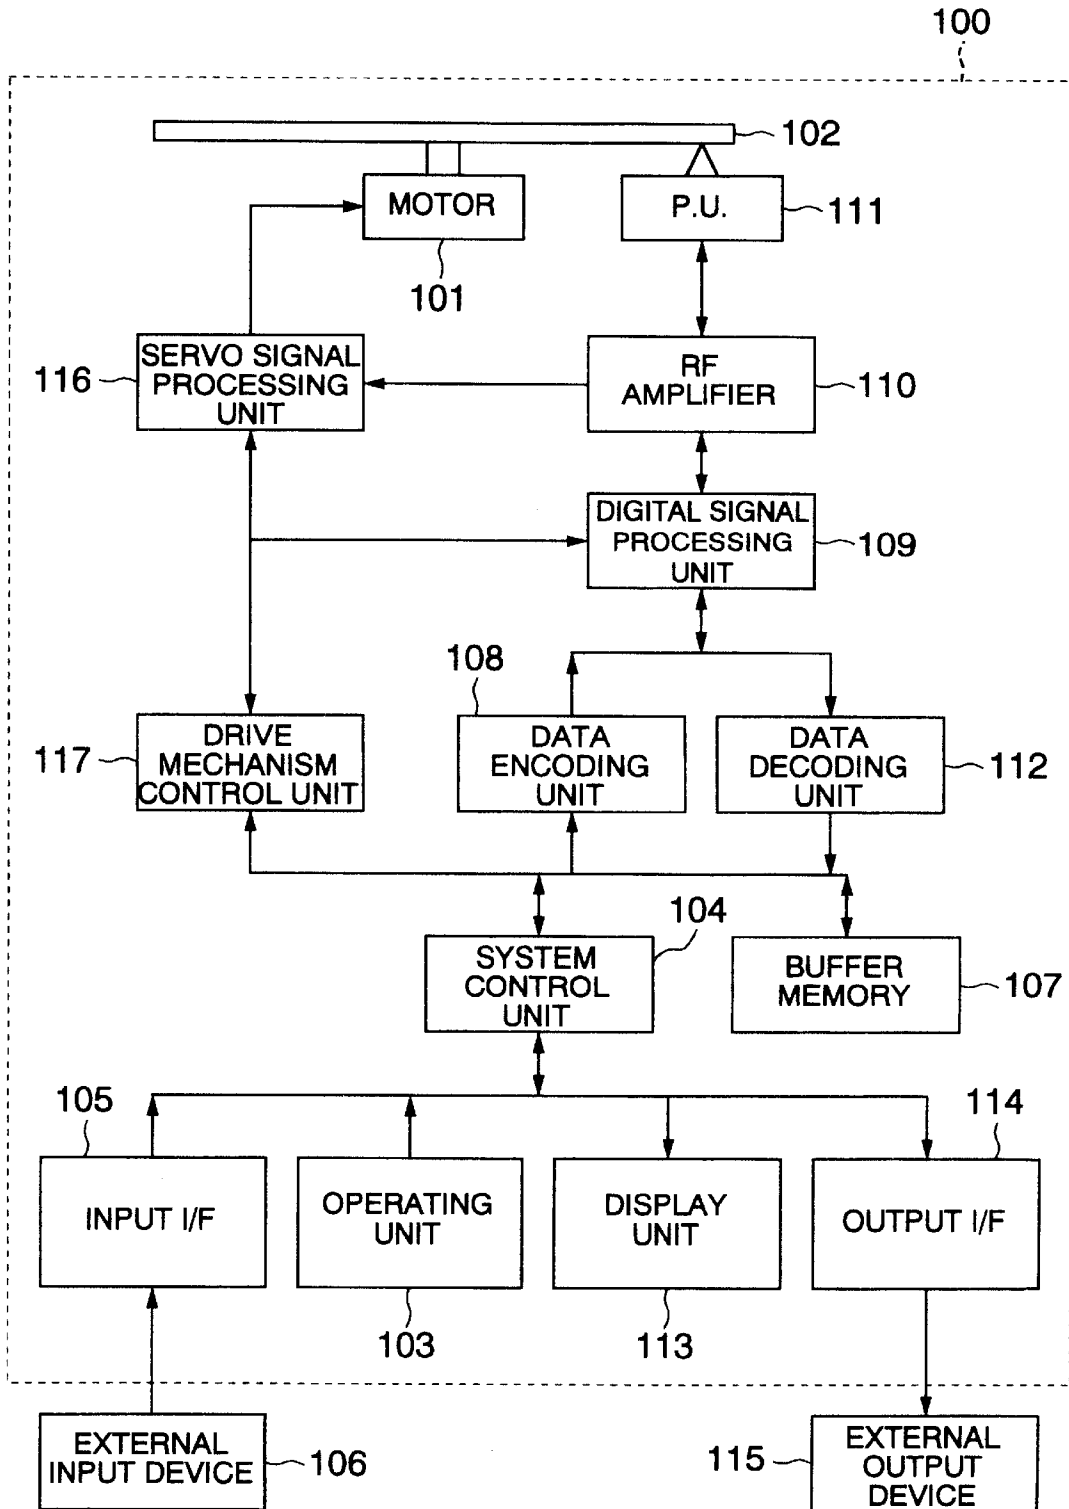 100
102
MOTOR
P.U.
111
101
SERVO SIGNAL
PROCESSING
UNIT
116
RF
AMPLIFIER
110
DIGITAL SIGNAL
PROCESSING
UNIT
109
108
DRIVE
MECHANISM
CONTROL UNIT
117
DATA
ENCODING
UNIT
DATA
DECODING
UNIT
112
104
SYSTEM
CONTROL
UNIT
BUFFER
MEMORY
107
105
114
INPUT I/F
OPERATING
UNIT
DISPLAY
UNIT
OUTPUT I/F
103
113
EXTERNAL
INPUT DEVICE
106
115
EXTERNAL
OUTPUT
DEVICE